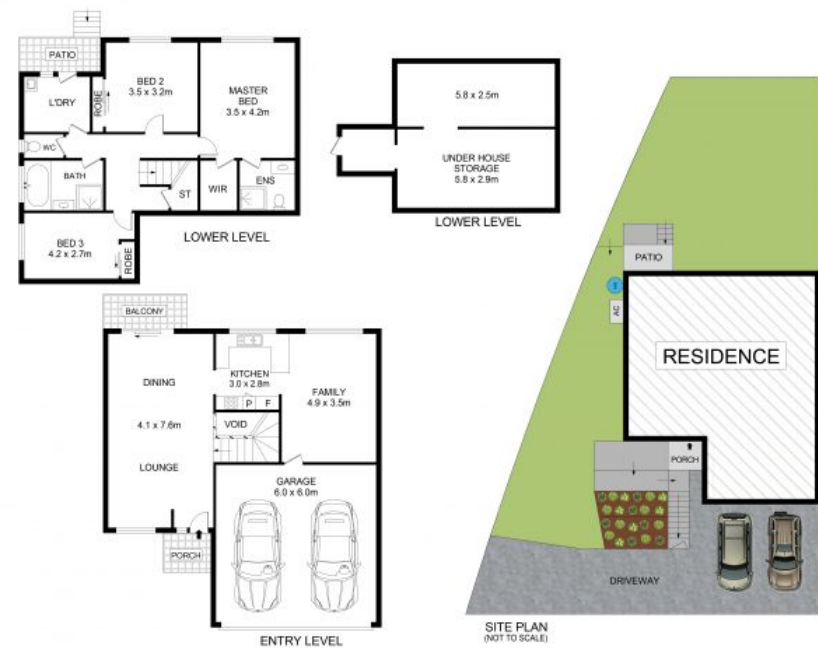 PATIO
BED 2
3.5 x 3.2m
MASTER
BED
3.5 x 4.2m
L'DRY
ROBE
WC
BATH
ST
WIR
ENS
BED 3
4.2 x 2.7m
ROBE
LOWER LEVEL
5.8 x 2.5m
UNDER HOUSE
STORAGE
5.8 x 2.9m
LOWER LEVEL
BALCONY
DINING
4.1 x 7.6m
LOUNGE
KITCHEN
3.0 x 2.8m
P F
FAMILY
4.9 x 3.5m
VOID
GARAGE
6.0 x 6.0m
PORCH
ENTRY LEVEL
PATIO
AC
RESIDENCE
PORCH
DRIVEWAY
SITE PLAN
(NOT TO SCALE)